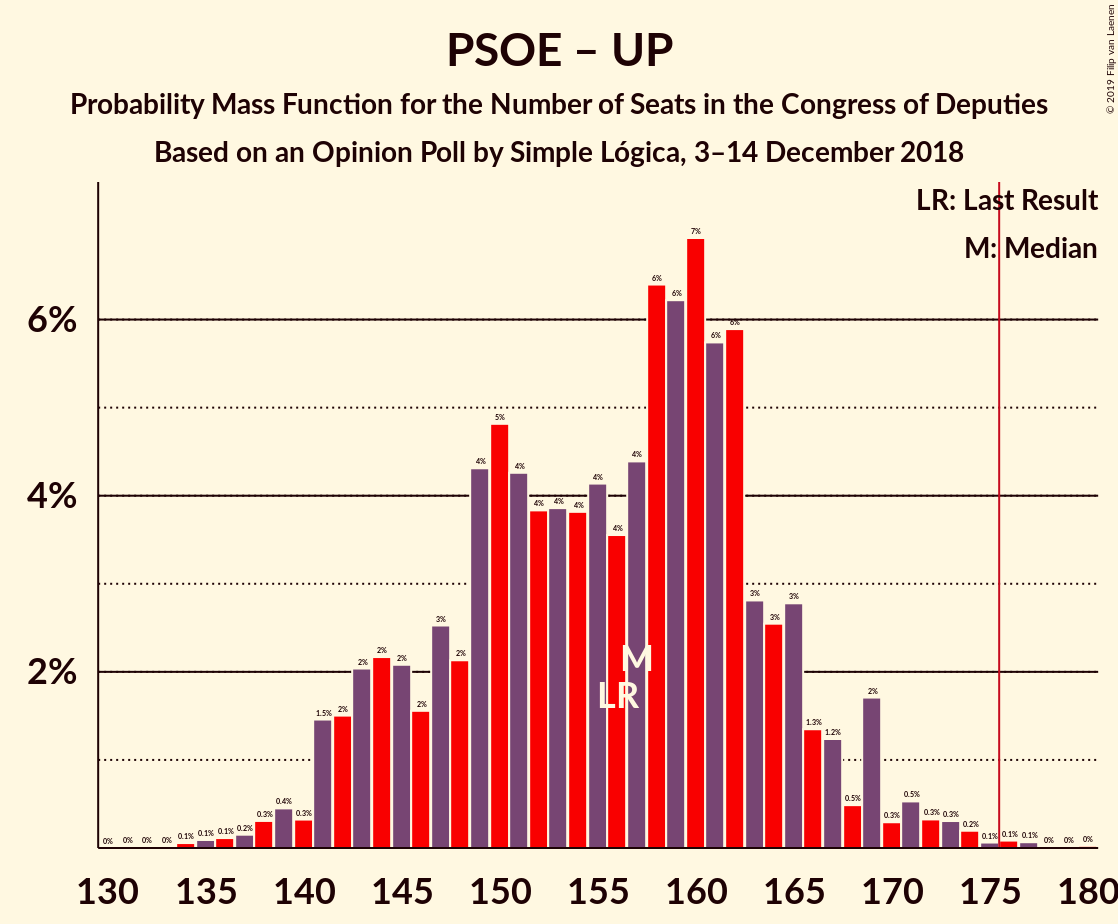 PSOE – UP
Probability Mass Function for the Number of Seats in the Congress of Deputies
Based on an Opinion Poll by Simple Lógica, 3–14 December 2018
© 2019 Filip van Laenen
LR: Last Result
M: Median
6%
4%
2%
0% 0% 0% 0% 0.1% 0.1% 0.1% 0.2% 0.3% 0.4% 0.3% 1.5% 2% 2% 2% 2% 2% 3% 2% 4% 5% 4% 4% 4% 4% 4% 4% 4% 6% 6% 7% 6% 6% 3% 3% 3% 1.3% 1.2% 0.5% 2% 0.3% 0.5% 0.3% 0.3% 0.2% 0.1% 0.1% 0.1% 0% 0% 0%
M
LR
130 135 140 145 150 155 160 165 170 175 180